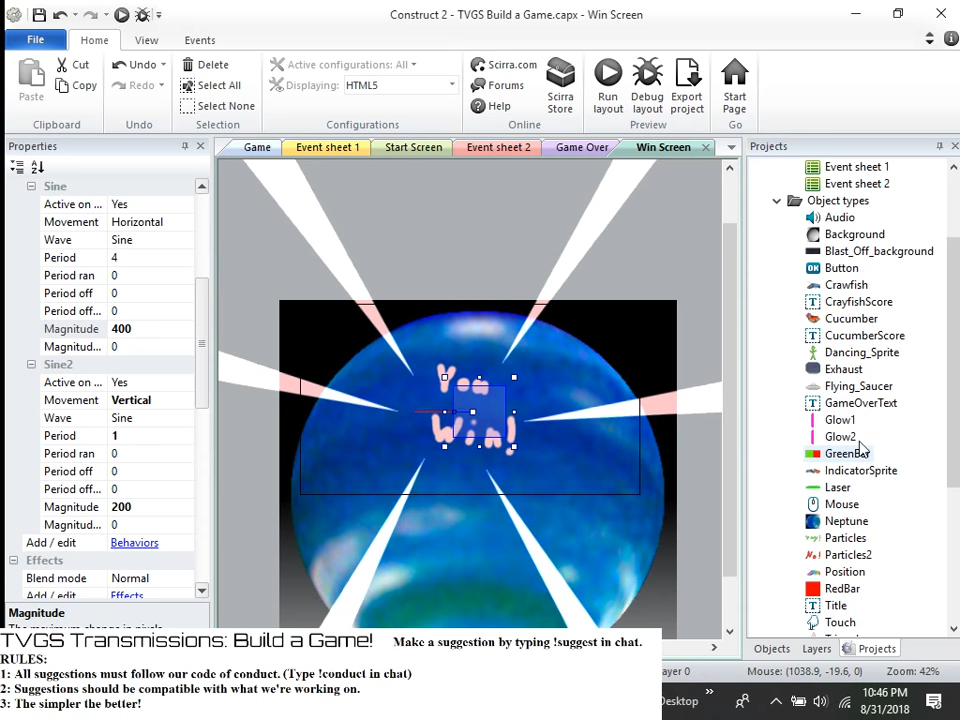 Construct 2 - TVGS Build a Game.capx - Win Screen
File
Home
View
Events
Paste
Cut
Copy
Undo
Redo
Delete
Select All
Select None
Active configurations: All
Displaying: HTML5
Scirra.com
Forums
Help
Scirra Store
Run layout
Debug layout
Export project
Start Page
Clipboard
Undo
Selection
Configurations
Online
Preview
Go
Properties
Game
Event sheet 1
Start Screen
Event sheet 2
Game Over
Win Screen
Projects
Sine
Active on ... Yes
Movement Horizontal
Wave Sine
Period 4
Period ran 0
Period off 0
Period off... 0
Magnitude 400
Magnitud... 0
Sine2
Active on ... Yes
Movement Vertical
Wave Sine
Period 1
Period ran 0
Period off 0
Period off... 0
Magnitude 200
Magnitud... 0
Add / edit Behaviors
Effects
Blend mode Normal
Add / edit Effects
Magnitude
You
Win!
Event sheet 1
Event sheet 2
Object types
Audio
Background
Blast_Off_background
Button
Crawfish
CrayfishScore
Cucumber
CucumberScore
Dancing_Sprite
Exhaust
Flying_Saucer
GameOverText
Glow1
Glow2
IndicatorSprite
Laser
Mouse
Neptune
Particles
Particles2
Position
RedBar
Title
Touch
Objects
Layers
Projects
Mouse: (1038.9, -19.6, 0)
Zoom: 42%
TVGS Transmissions: Build a Game!
Make a suggestion by typing !suggest in chat.
RULES:
1: All suggestions must follow our code of conduct. (Type !conduct in chat)
2: Suggestions should be compatible with what we're working on.
3: The simpler the better!
Desktop
10:46 PM
8/31/2018